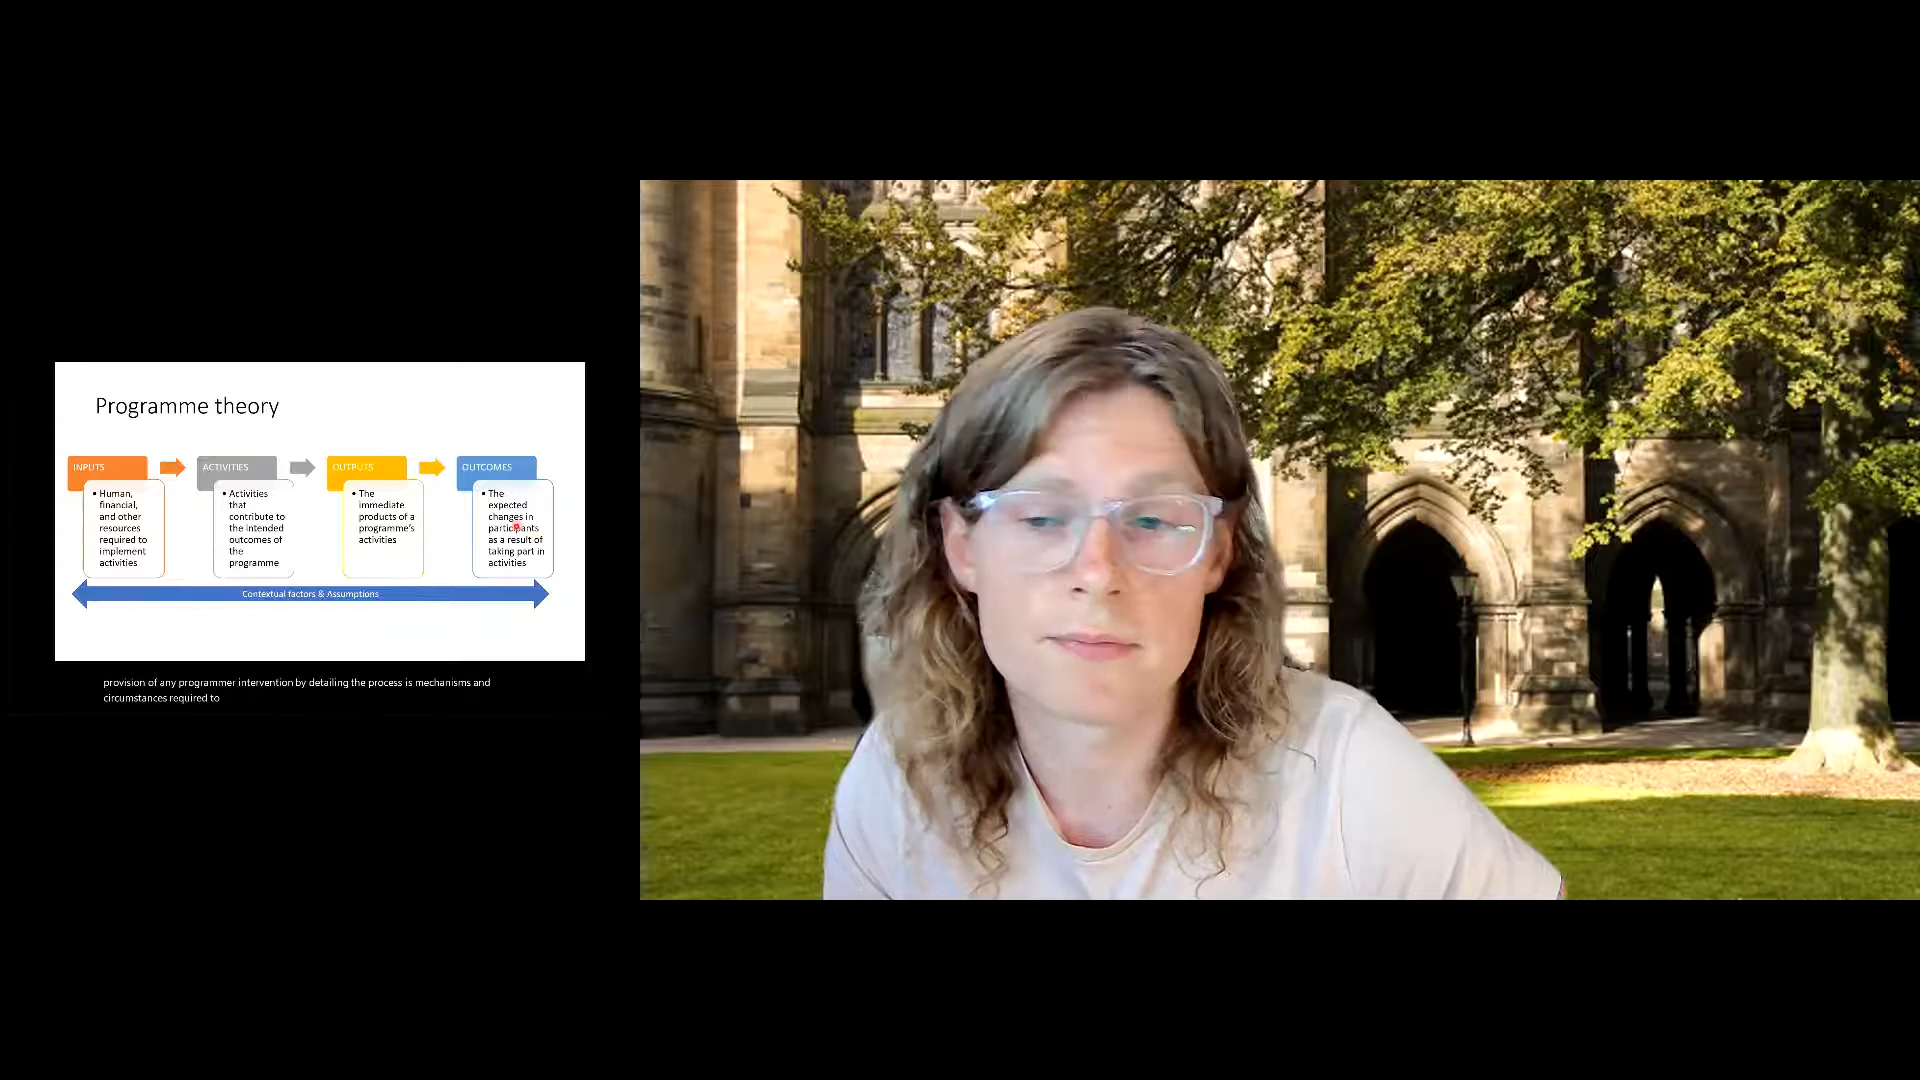 Programme theory
INPUTS
• Human,
financial,
and other
resources
required to
implement
activities
ACTIVITIES
• Activities
that
contribute to
the intended
outcomes of
the
programme
OUTPUTS
• The
immediate
products of a
programme's
activities
OUTCOMES
• The
expected
changes in
participants
as a result of
taking part in
activities
Contextual factors & Assumptions
provision of any programmer intervention by detailing the process is mechanisms and
circumstances required to